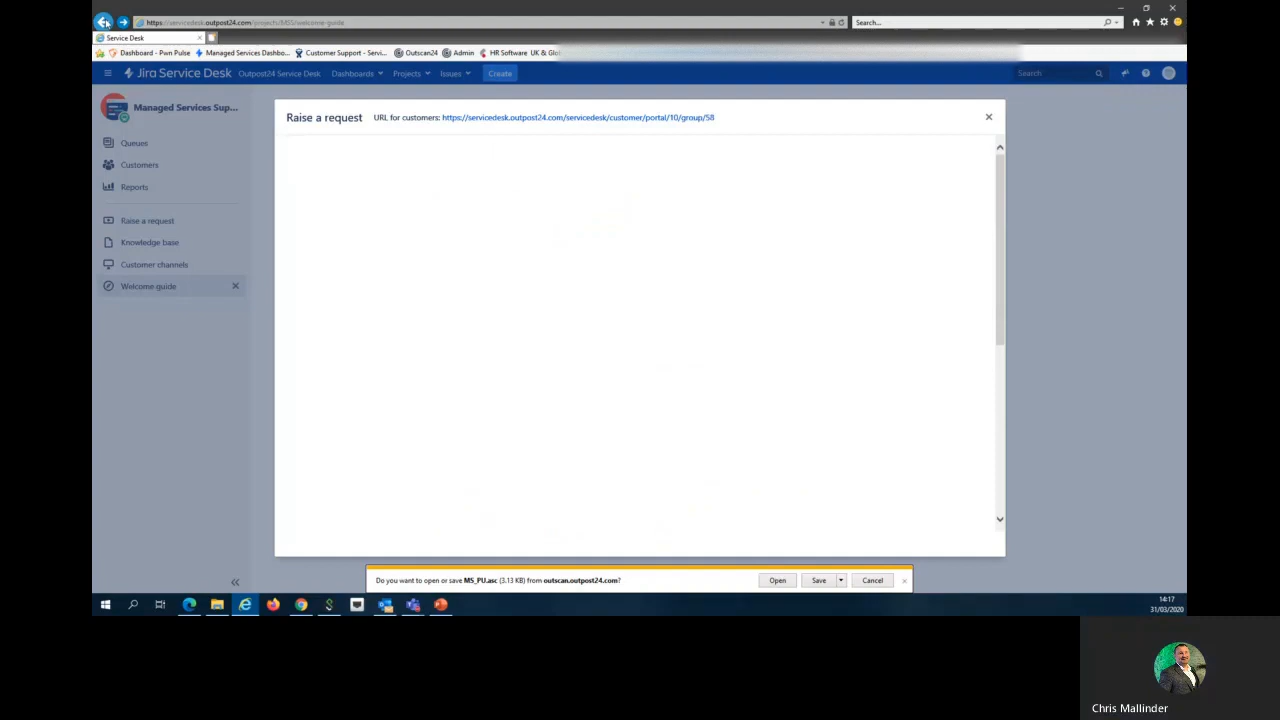 https://servicedesk.outpost24.com/projects/MSS/welcome-guide
Search...
Service Desk
Dashboard - Pwn Pulse
Managed Services Dashbo...
Customer Support - Servi...
Outscan24
Admin
HR Software UK & Glo
Jira Service Desk
Outpost24 Service Desk
Dashboards
Projects
Issues
Create
Search
Managed Services Sup...
Raise a request
URL for customers: https://servicedesk.outpost24.com/servicedesk/customer/portal/10/group/58
Queues
Customers
Reports
Raise a request
Knowledge base
Customer channels
Welcome guide
Do you want to open or save MS_PU.asc (3.13 KB) from outscan.outpost24.com?
Open
Save
Cancel
14:17
31/03/2020
Chris Mallinder